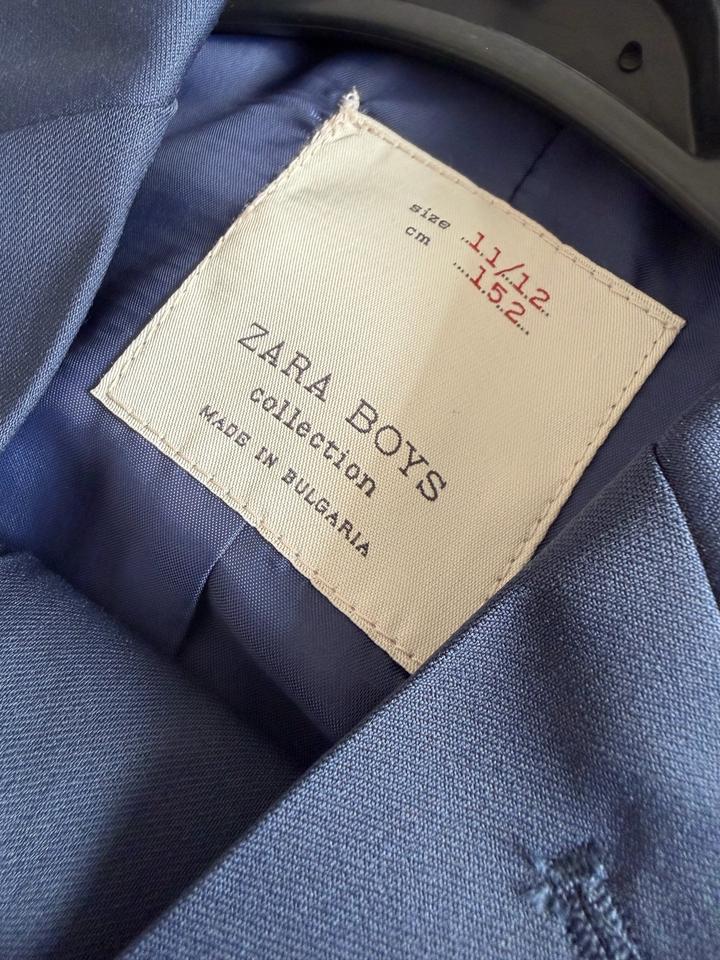 size 11/12
cm 152
ZARA BOYS
collection
MADE IN BULGARIA